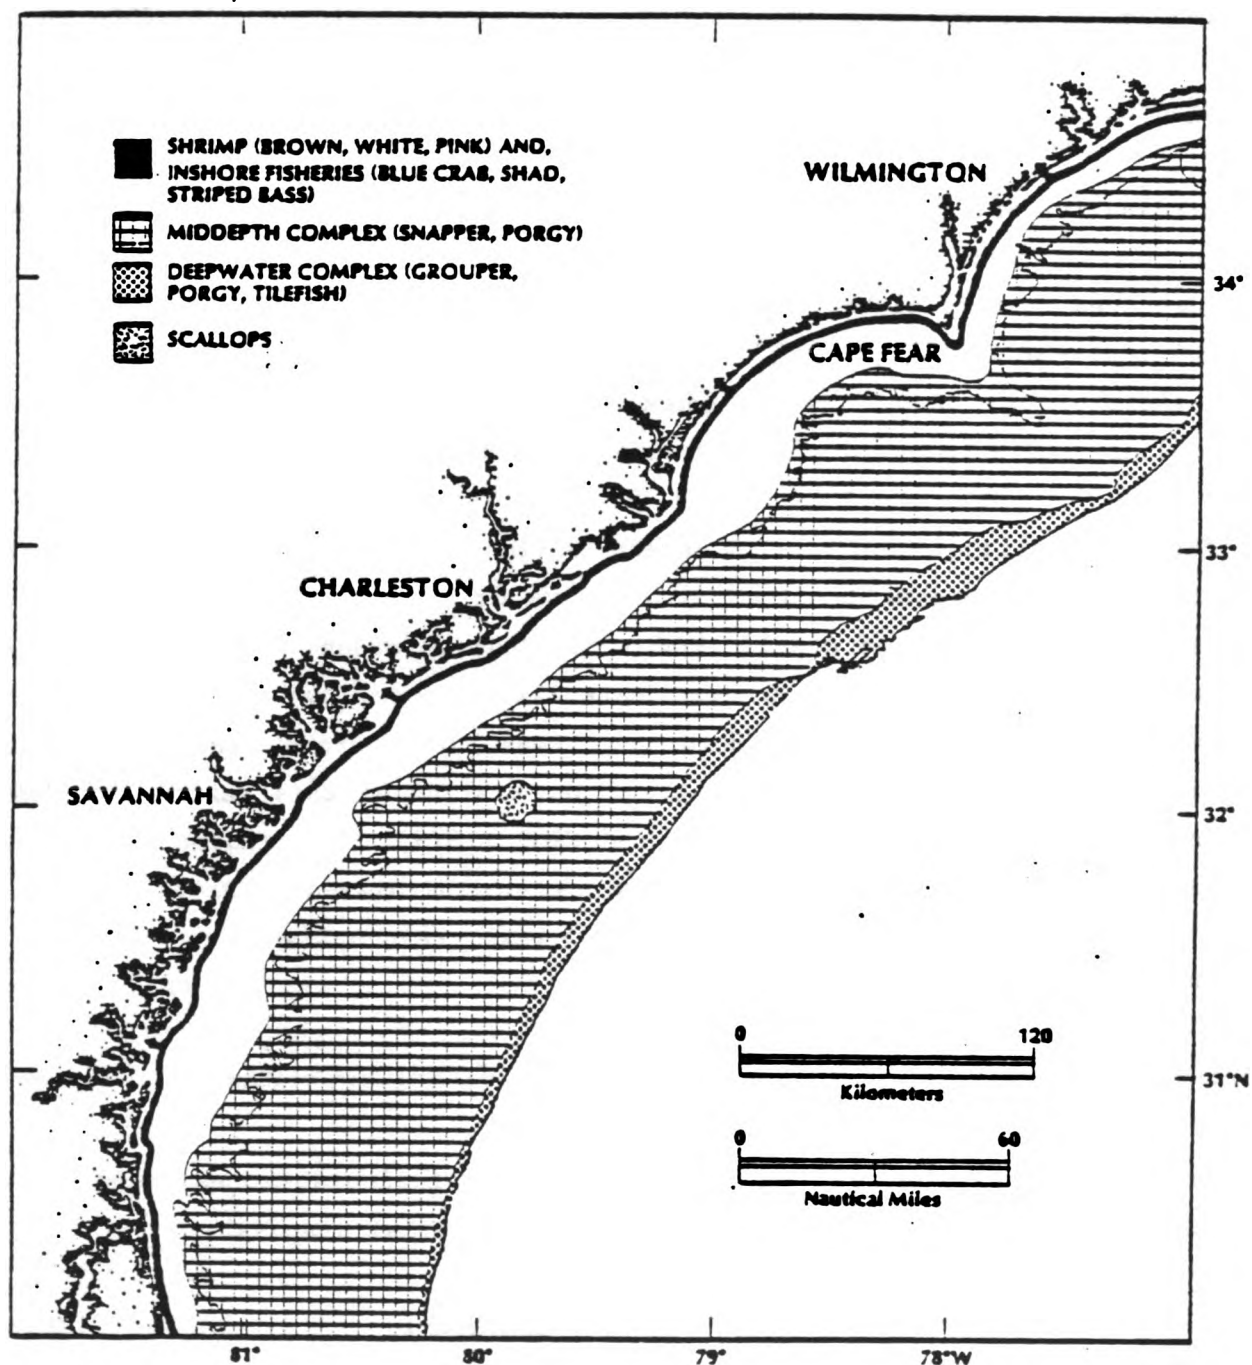 SHRIMP (BROWN, WHITE, PINK) AND,
INSHORE FISHERIES (BLUE CRAB, SHAD,
STRIPED BASS)
MIDDEPTH COMPLEX (SNAPPER, PORGY)
DEEPWATER COMPLEX (GROUPER,
PORGY, TILEFISH)
SCALLOPS
WILMINGTON
34°
CAPE FEAR
33°
CHARLESTON
SAVANNAH
32°
0 120
Kilometers
31°N
0 60
Nautical Miles
81° 80° 79° 78°W